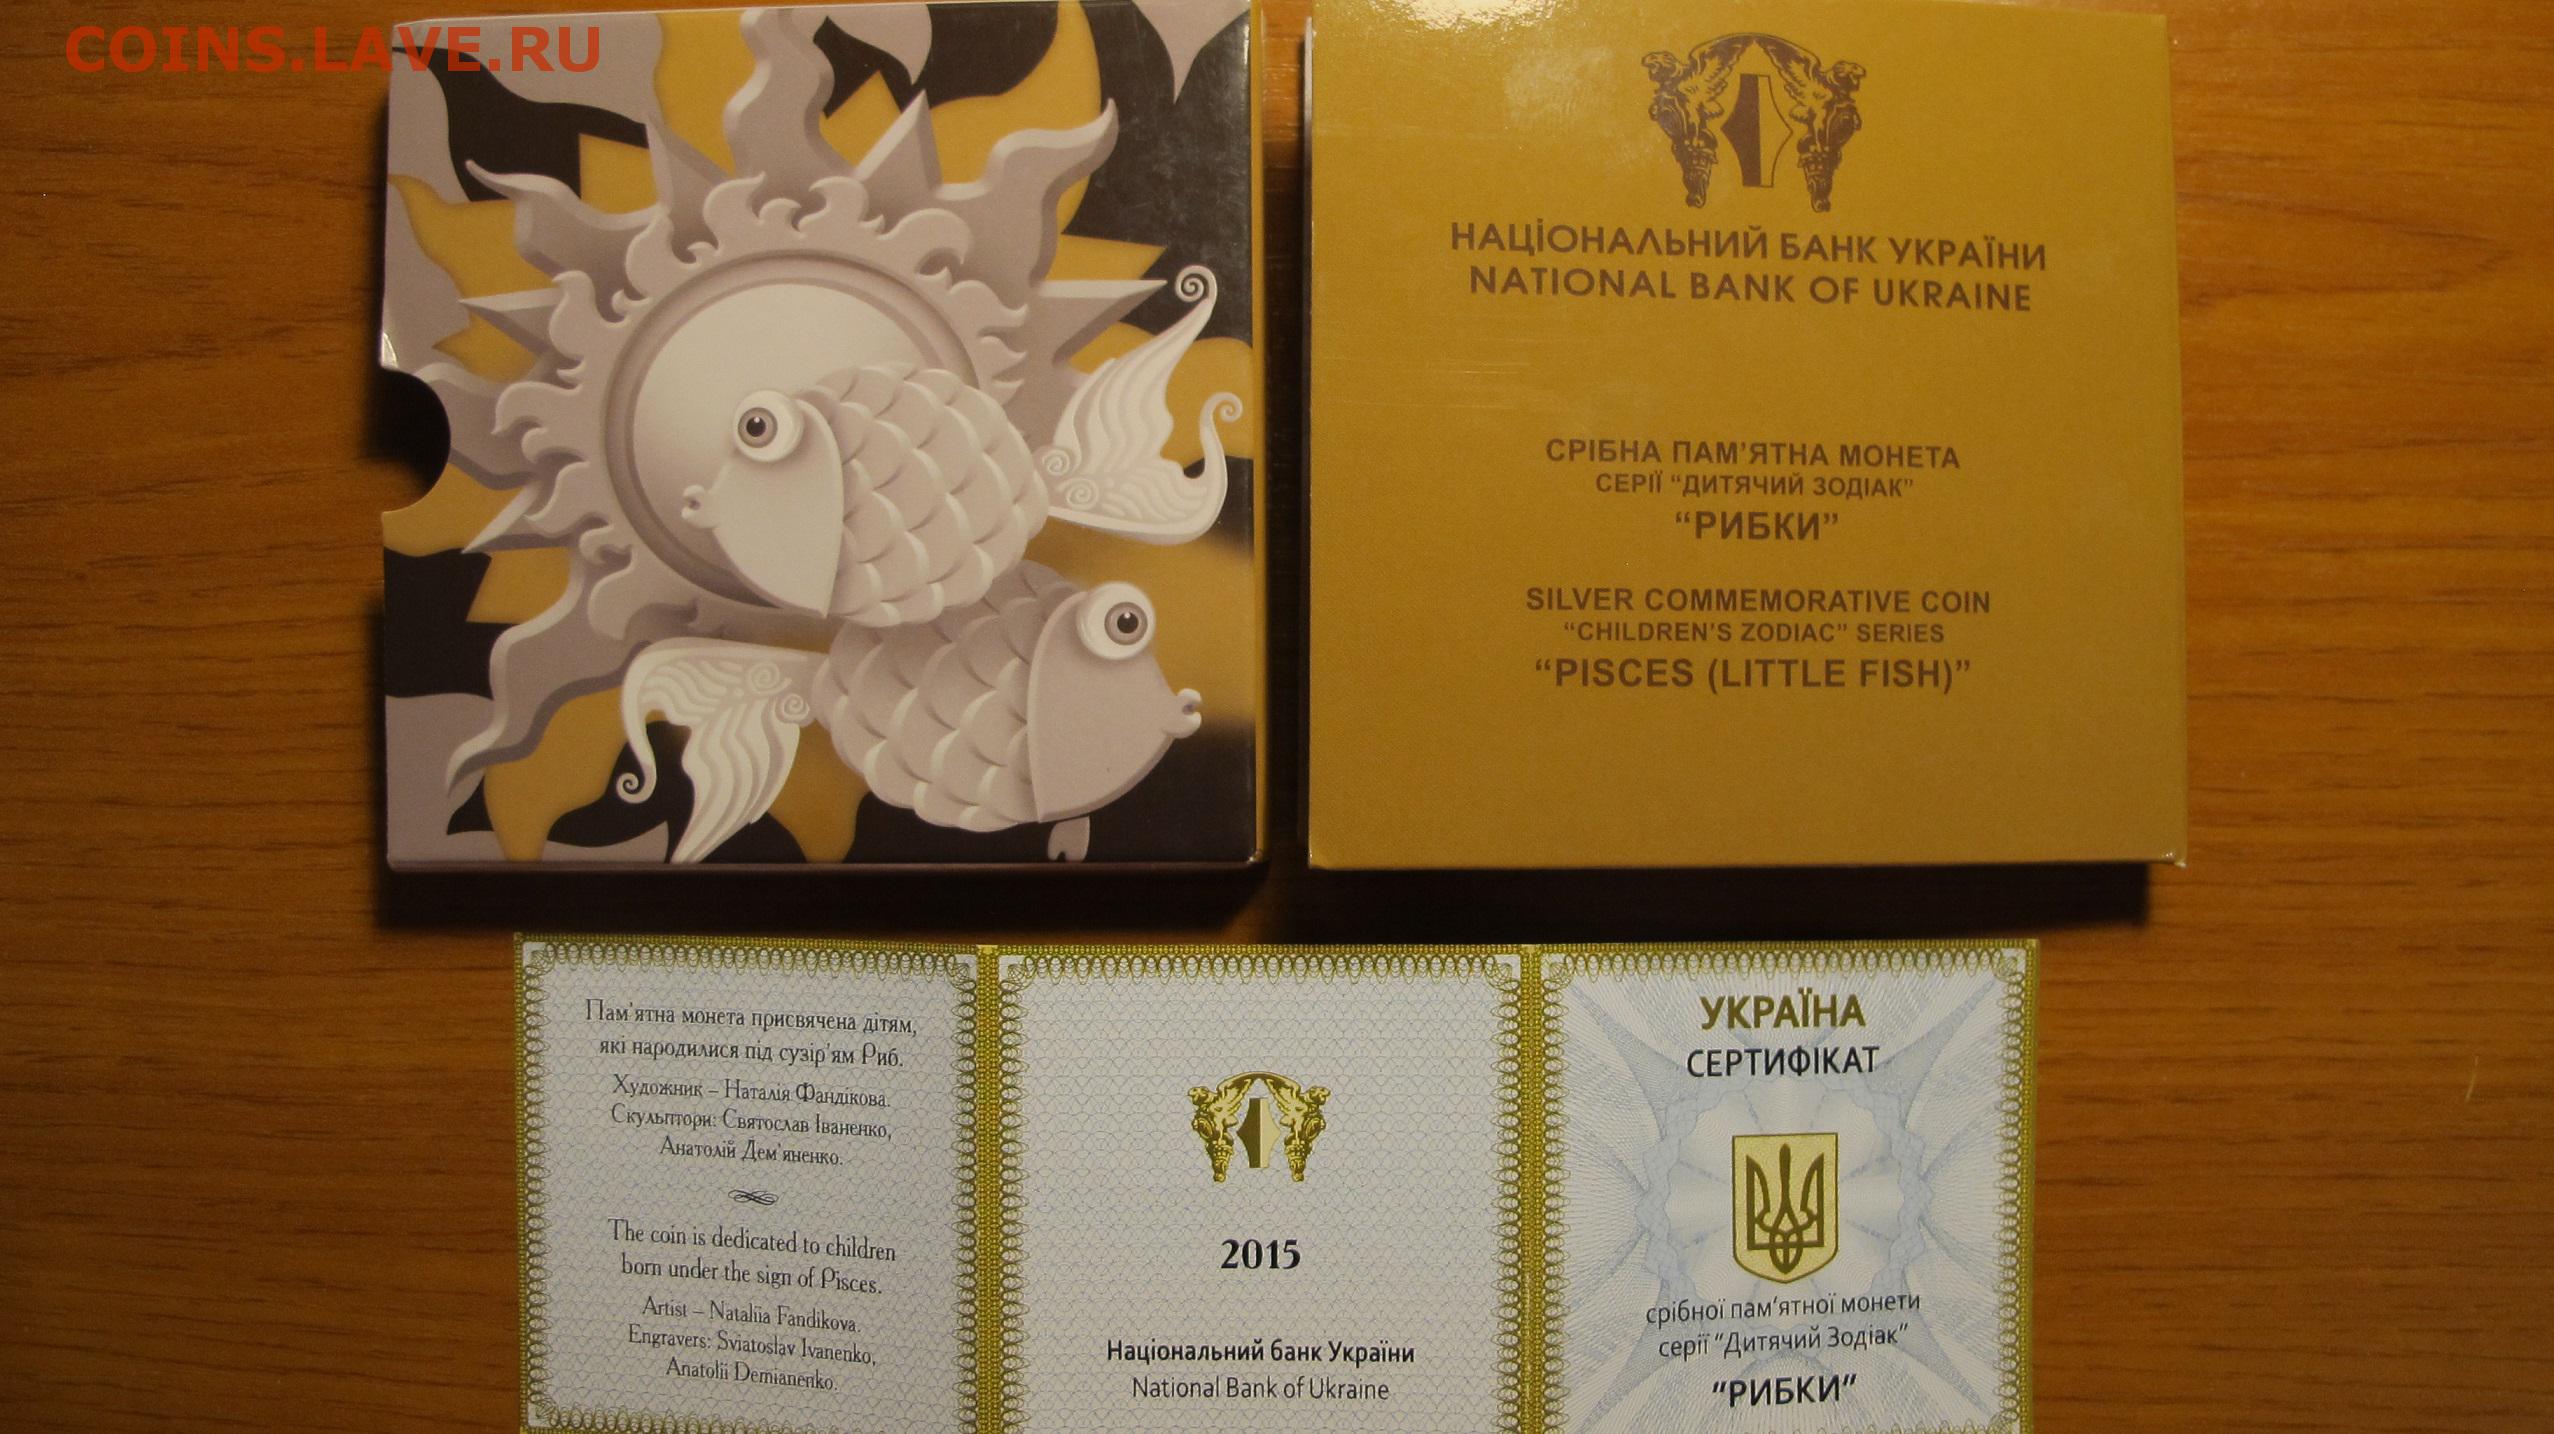 COINS.LAVE.RU
НАЦІОНАЛЬНИЙ БАНК УКРАЇНИ
NATIONAL BANK OF UKRAINE
СРІБНА ПАМ'ЯТНА МОНЕТА
СЕРІЇ “ДИТЯЧИЙ ЗОДІАК”
“РИБКИ”
SILVER COMMEMORATIVE COIN
“CHILDREN'S ZODIAC” SERIES
“PISCES (LITTLE FISH)”
Пам'ятна монета присвячена дітям,
які народилися під сузір'ям Риб.
Художник – Наталія Фандікова.
Скульптори: Святослав Іваненко,
Анатолій Дем'яненко.
The coin is dedicated to children
born under the sign of Pisces.
Artist – Nataliia Fandikova.
Engravers: Sviatoslav Ivanenko,
Anatolii Demianenko.
2015
Національний банк України
National Bank of Ukraine
УКРАЇНА
СЕРТИФІКАТ
срібної пам'ятної монети
серії “Дитячий Зодіак”
“РИБКИ”